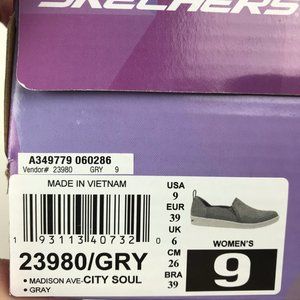 SKECHERS
A349779 060286
Vendor# 23980 GRY 9
MADE IN VIETNAM
1 93113 40732 0
23980/GRY
• MADISON AVE-CITY SOUL
• GRAY
USA
9
EUR
39
UK
6
CM
26
BRA
39
WOMEN'S
9